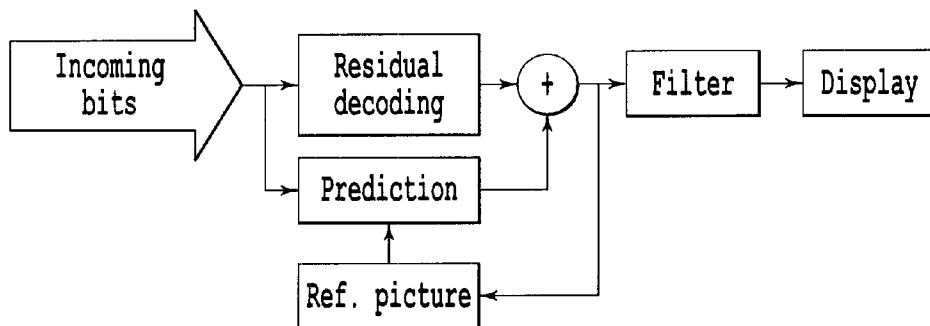 Incoming
bits
Residual
decoding
+
Filter
Display
Prediction
Ref. picture